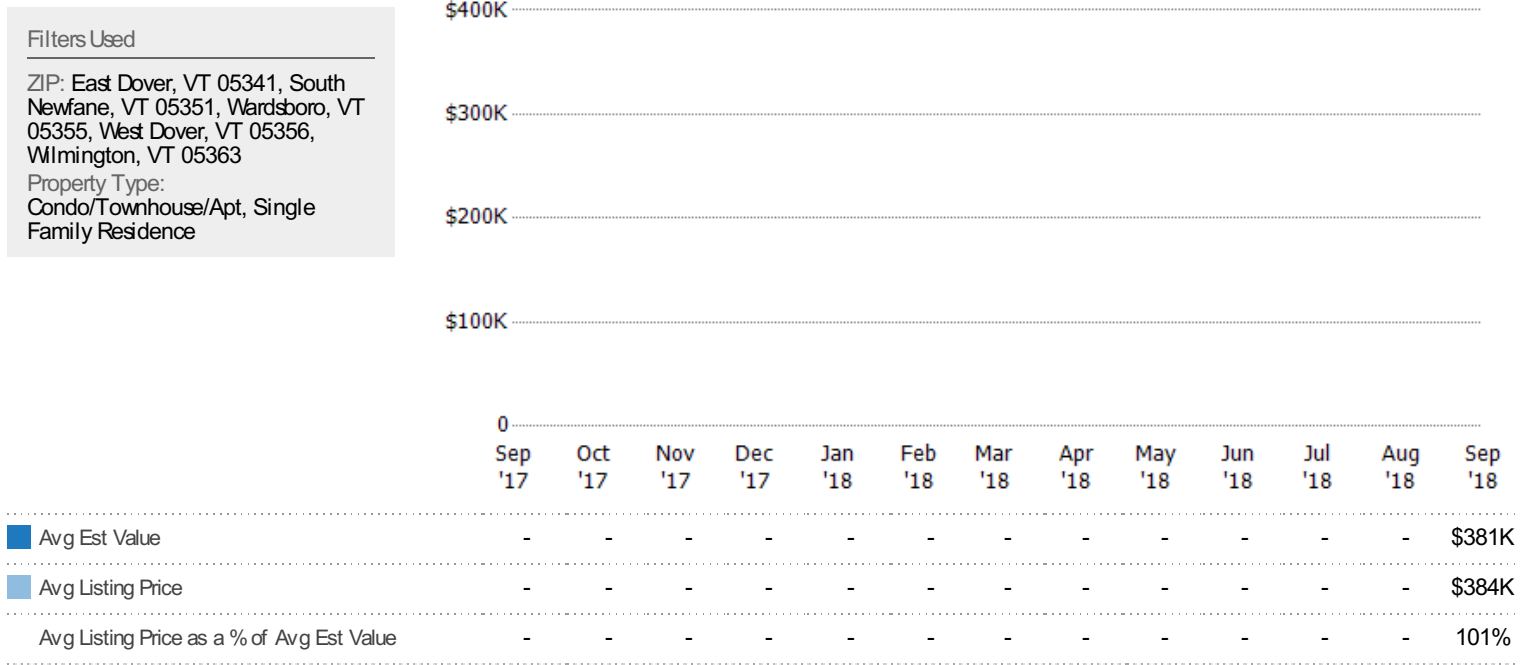 Filters Used
ZIP: East Dover, VT 05341, South
Newfane, VT 05351, Wardsboro, VT
05355, West Dover, VT 05356,
Wilmington, VT 05363
Property Type:
Condo/Townhouse/Apt, Single
Family Residence
$400K
$300K
$200K
$100K
0
Sep Oct Nov Dec Jan Feb Mar Apr May Jun Jul Aug Sep
'17 '17 '17 '17 '18 '18 '18 '18 '18 '18 '18 '18 '18
Avg Est Value - - - - - - - - - - - - $381K
Avg Listing Price - - - - - - - - - - - - $384K
Avg Listing Price as a % of Avg Est Value - - - - - - - - - - - - 101%